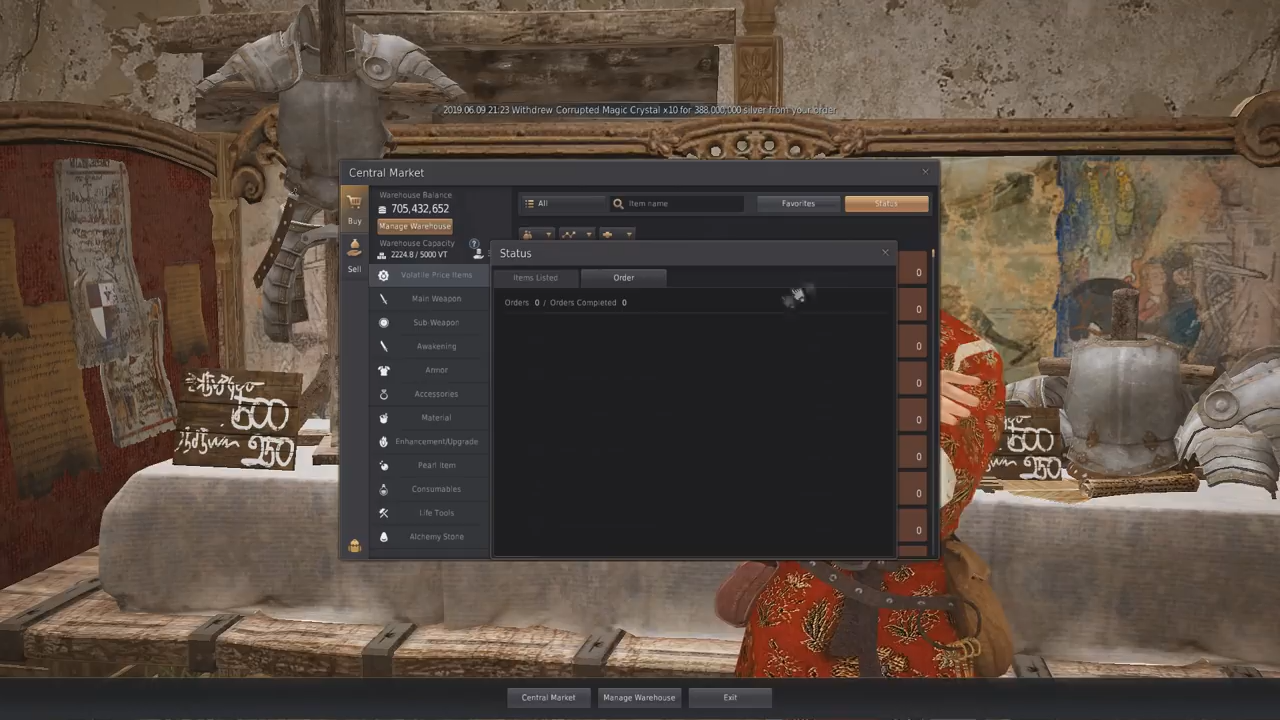 2019.06.09 21:23 Withdrew Corrupted Magic Crystal x10 for 388,000,000 silver from your order.
Central Market
Warehouse Balance
705,432,652
Manage Warehouse
Warehouse Capacity
2224.8 / 5000 VT
Buy
Sell
All
Item name
Favorites
Status
Status
Items Listed
Order
Orders 0 / Orders Completed 0
Volatile Price Items
Main Weapon
Sub-Weapon
Awakening
Armor
Accessories
Material
Enhancement/Upgrade
Pearl Item
Consumables
Life Tools
Alchemy Stone
0
0
0
0
0
0
0
0
500
250
500
250
Central Market
Manage Warehouse
Exit